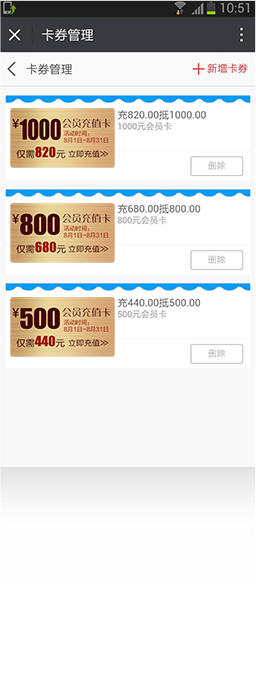 10:51
卡券管理
卡券管理
新增卡券
¥1000 会员充值卡
活动时间:
8月1日~8月31日
仅需820元 立即充值>>
充820.00抵1000.00
1000元会员卡
删除
¥800 会员充值卡
活动时间:
8月1日~8月31日
仅需680元 立即充值>>
充680.00抵800.00
800元会员卡
删除
¥500 会员充值卡
活动时间:
8月1日~8月31日
仅需440元 立即充值>>
充440.00抵500.00
500元会员卡
删除